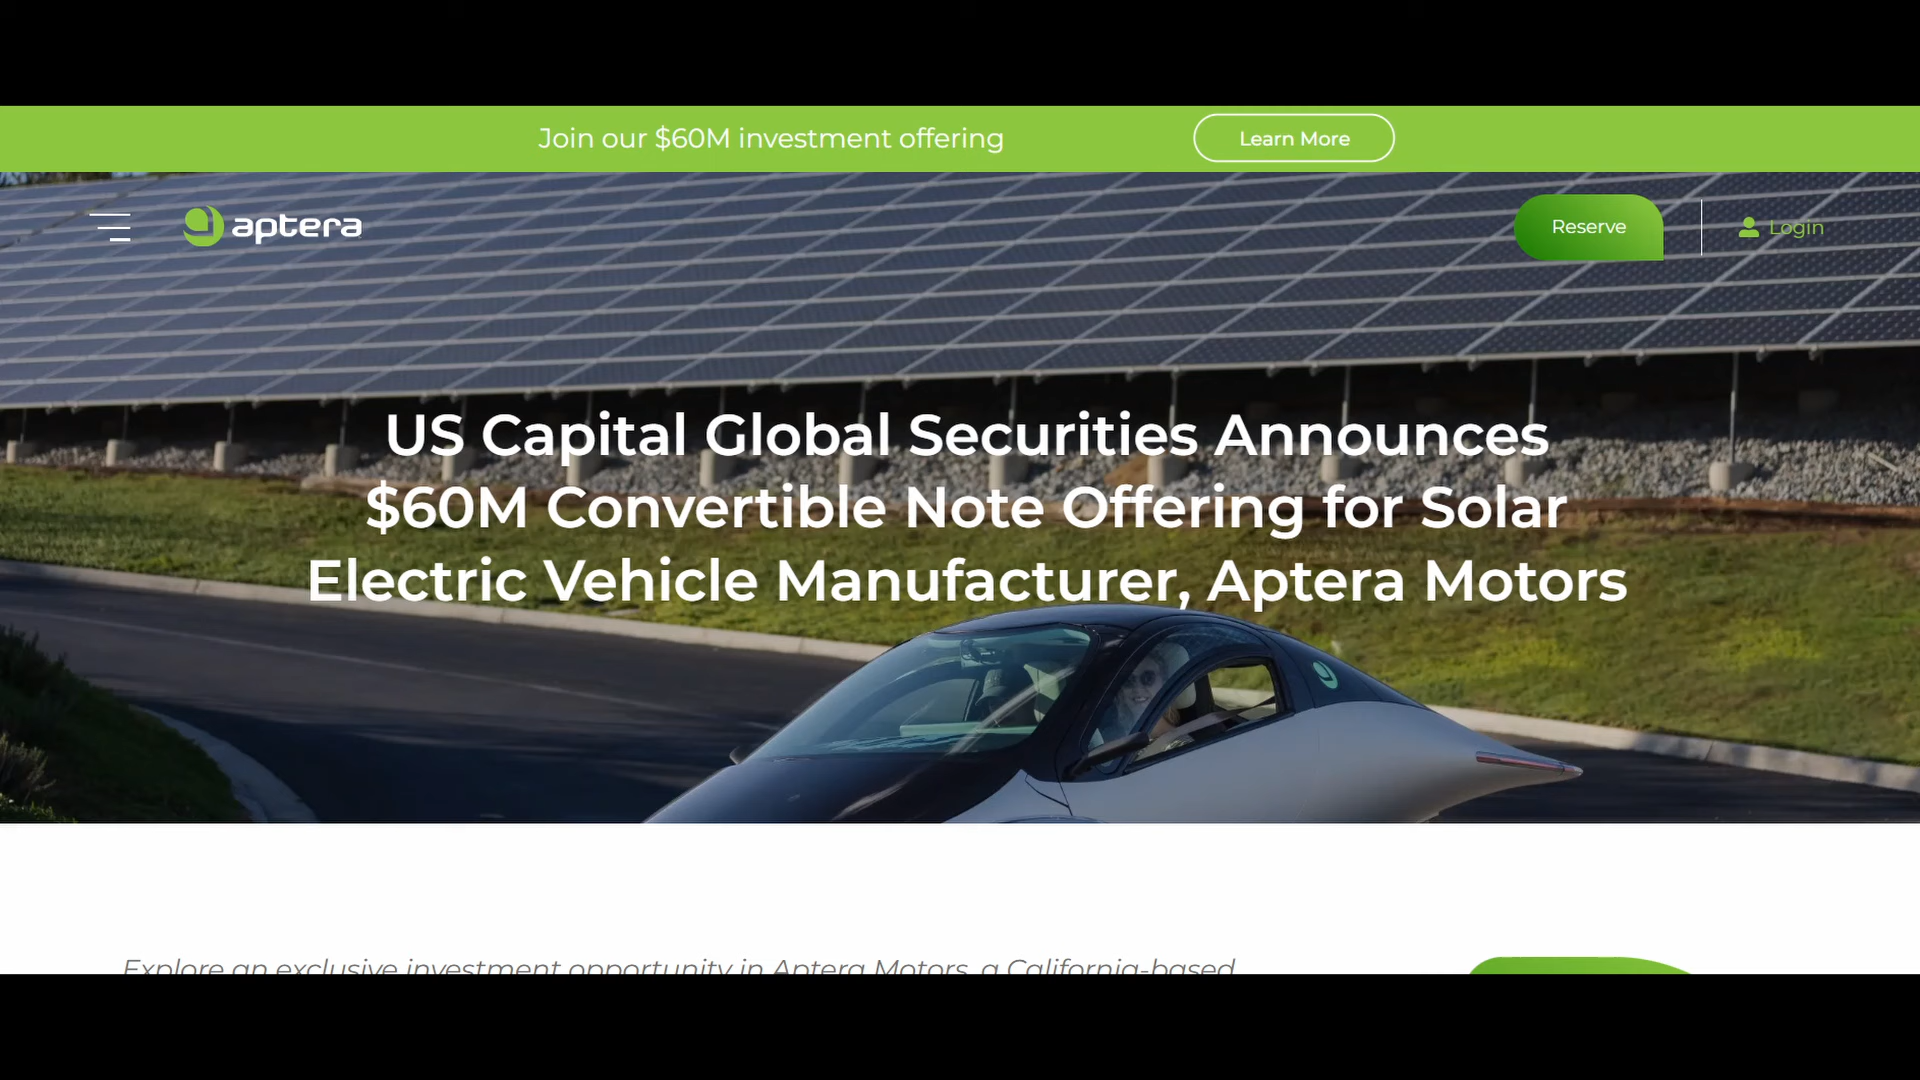 Join our $60M investment offering
Learn More
aptera
Reserve
Login
US Capital Global Securities Announces
$60M Convertible Note Offering for Solar
Electric Vehicle Manufacturer, Aptera Motors
Explore an exclusive investment opportunity in Aptera Motors, a California-based